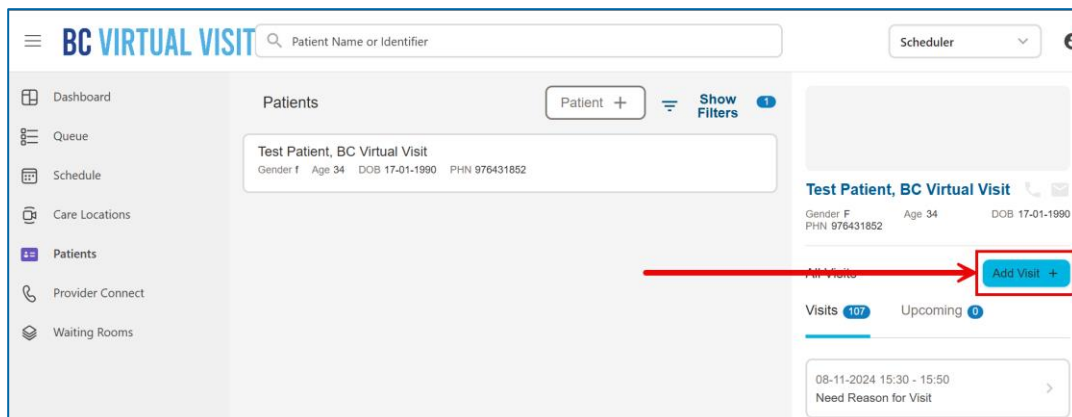 BC VIRTUAL VISIT
Patient Name or Identifier
Scheduler
Dashboard
Queue
Schedule
Care Locations
Patients
Provider Connect
Waiting Rooms
Patients
Patient +
Show Filters 1
Test Patient, BC Virtual Visit
Gender f Age 34 DOB 17-01-1990 PHN 976431852
Test Patient, BC Virtual Visit
Gender F Age 34 DOB 17-01-1990
PHN 976431852
All Visits
Add Visit +
Visits 107 Upcoming 0
08-11-2024 15:30 - 15:50
Need Reason for Visit